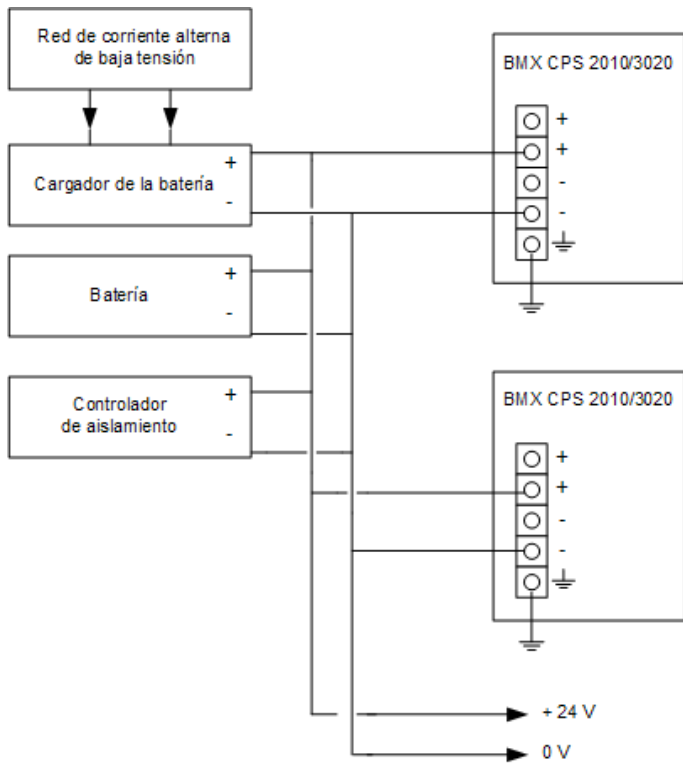 Red de corriente alterna
de baja tensión
BMX CPS 2010/3020
+
+
-
-
+
-
Cargador de la batería
+
-
Batería
+
-
Controlador
de aislamiento
BMX CPS 2010/3020
+
+
-
-
+ 24 V
0 V